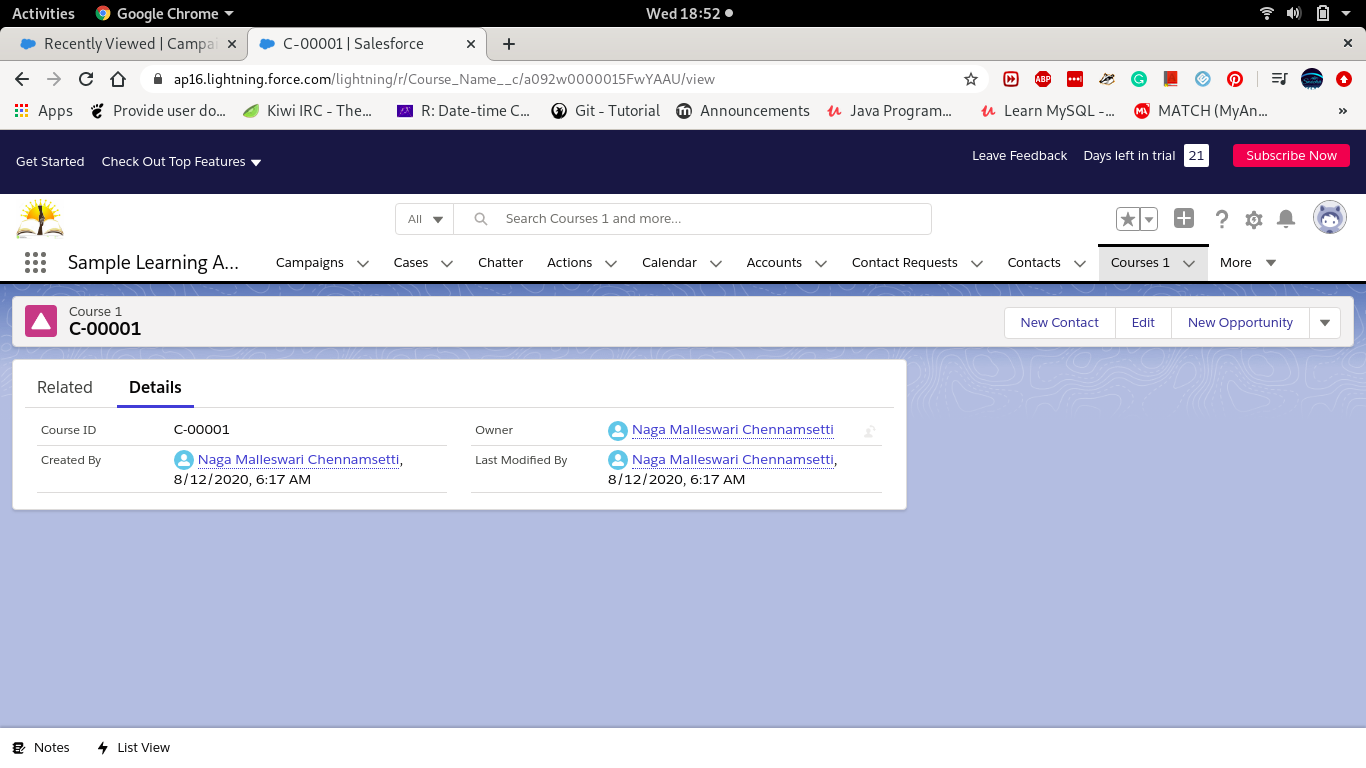 Activities Google Chrome Wed 18:52
Recently Viewed | Campai C-00001 | Salesforce
ap16.lightning.force.com/lightning/r/Course_Name__c/a092w0000015FwYAAU/view
Apps Provide user do... Kiwi IRC - The... R: Date-time C... Git - Tutorial Announcements Java Program... Learn MySQL -... MATCH (MyAn... »
Get Started Check Out Top Features Leave Feedback Days left in trial 21 Subscribe Now
All Search Courses 1 and more...
Sample Learning A... Campaigns Cases Chatter Actions Calendar Accounts Contact Requests Contacts Courses 1 More
Course 1
C-00001
New Contact Edit New Opportunity
Related Details
Course ID C-00001 Owner Naga Malleswari Chennamsetti
Created By Naga Malleswari Chennamsetti, Last Modified By Naga Malleswari Chennamsetti,
8/12/2020, 6:17 AM 8/12/2020, 6:17 AM
Notes List View